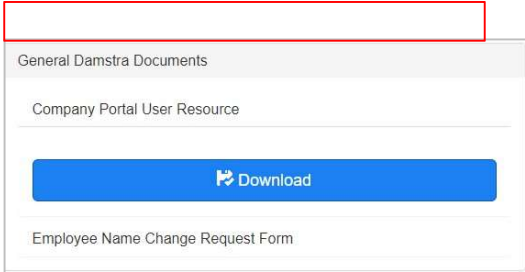 General Damstra Documents
Company Portal User Resource
Download
Employee Name Change Request Form